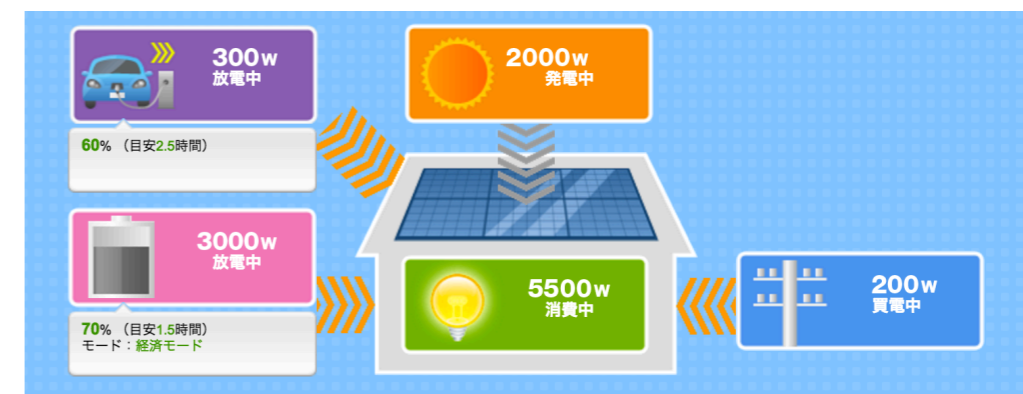 300w
放電中
60% （目安2.5時間）
2000w
発電中
3000w
放電中
70% （目安1.5時間）
モード：経済モード
5500w
消費中
200w
買電中